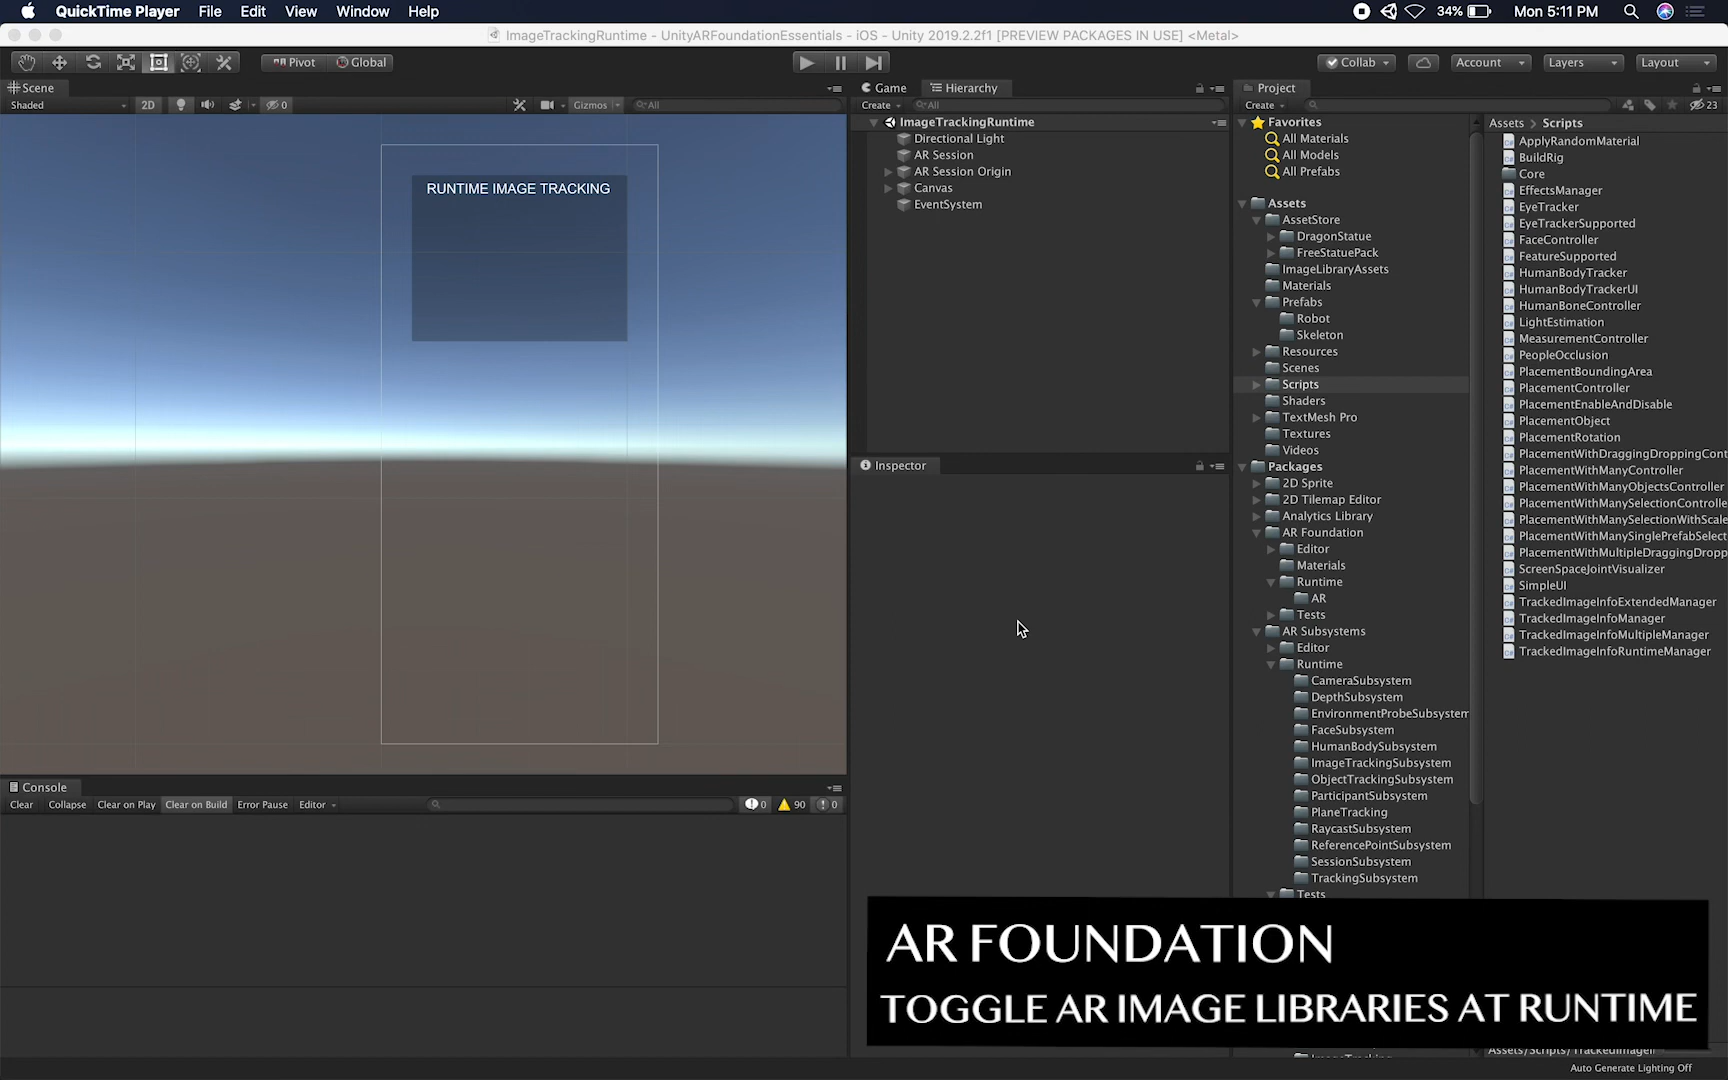 QuickTime Player File Edit View Window Help 34% Mon 5:11 PM
ImageTrackingRuntime - UnityARFoundationEssentials - iOS - Unity 2019.2.2f1 [PREVIEW PACKAGES IN USE] <Metal>
Pivot Global Collab Account Layers Layout
Scene
Shaded 2D 0 Gizmos All
RUNTIME IMAGE TRACKING
Game Hierarchy
Create All
ImageTrackingRuntime
Directional Light
AR Session
AR Session Origin
Canvas
EventSystem
Inspector
Project
Create 23
Favorites
All Materials
All Models
All Prefabs
Assets
AssetStore
DragonStatue
FreeStatuePack
ImageLibraryAssets
Materials
Prefabs
Robot
Skeleton
Resources
Scenes
Scripts
Shaders
TextMesh Pro
Textures
Videos
Packages
2D Sprite
2D Tilemap Editor
Analytics Library
AR Foundation
Editor
Materials
Runtime
AR
Tests
AR Subsystems
Editor
Runtime
CameraSubsystem
DepthSubsystem
EnvironmentProbeSubsystem
FaceSubsystem
HumanBodySubsystem
ImageTrackingSubsystem
ObjectTrackingSubsystem
ParticipantSubsystem
PlaneTracking
RaycastSubsystem
ReferencePointSubsystem
SessionSubsystem
TrackingSubsystem
Tests
Assets > Scripts
ApplyRandomMaterial
BuildRig
Core
EffectsManager
EyeTracker
EyeTrackerSupported
FaceController
FeatureSupported
HumanBodyTracker
HumanBodyTrackerUI
HumanBoneController
LightEstimation
MeasurementController
PeopleOcclusion
PlacementBoundingArea
PlacementController
PlacementEnableAndDisable
PlacementObject
PlacementRotation
PlacementWithDraggingDroppingCont
PlacementWithManyController
PlacementWithManyObjectsController
PlacementWithManySelectionControlle
PlacementWithManySelectionWithScale
PlacementWithManySinglePrefabSelect
PlacementWithMultipleDraggingDropp
ScreenSpaceJointVisualizer
SimpleUI
TrackedImageInfoExtendedManager
TrackedImageInfoManager
TrackedImageInfoMultipleManager
TrackedImageInfoRuntimeManager
Console
Clear Collapse Clear on Play Clear on Build Error Pause Editor 0 90 0
AR FOUNDATION
TOGGLE AR IMAGE LIBRARIES AT RUNTIME
Auto Generate Lighting Off